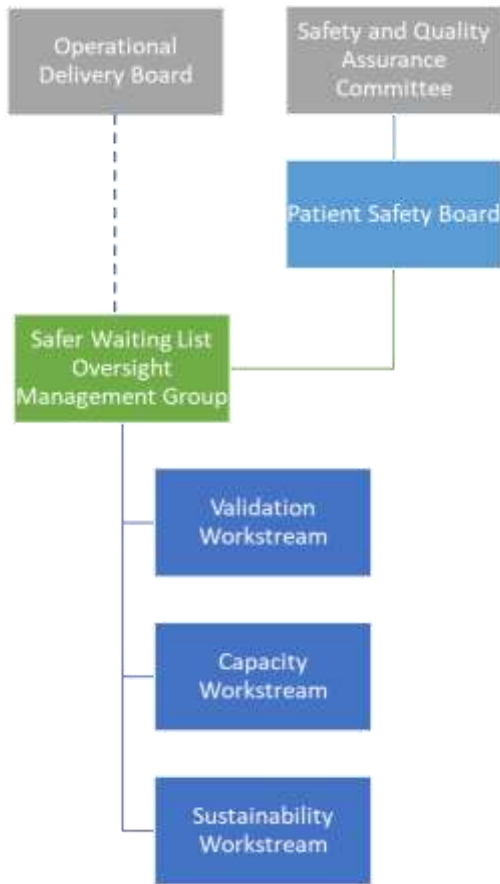 Operational
Delivery Board
Safety and Quality
Assurance
Committee
Patient Safety Board
Safer Waiting List
Oversight
Management Group
Validation
Workstream
Capacity
Workstream
Sustainability
Workstream